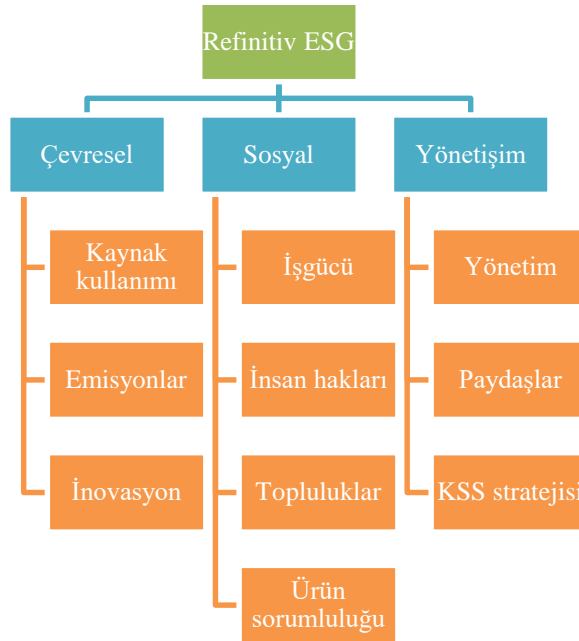 Refinitiv ESG
Çevresel
Kaynak
kullanımı
Emisyonlar
İnovasyon
Sosyal
İşgücü
İnsan hakları
Topluluklar
Ürün
sorumluluğu
Yönetişim
Yönetim
Paydaşlar
KSS stratejisi